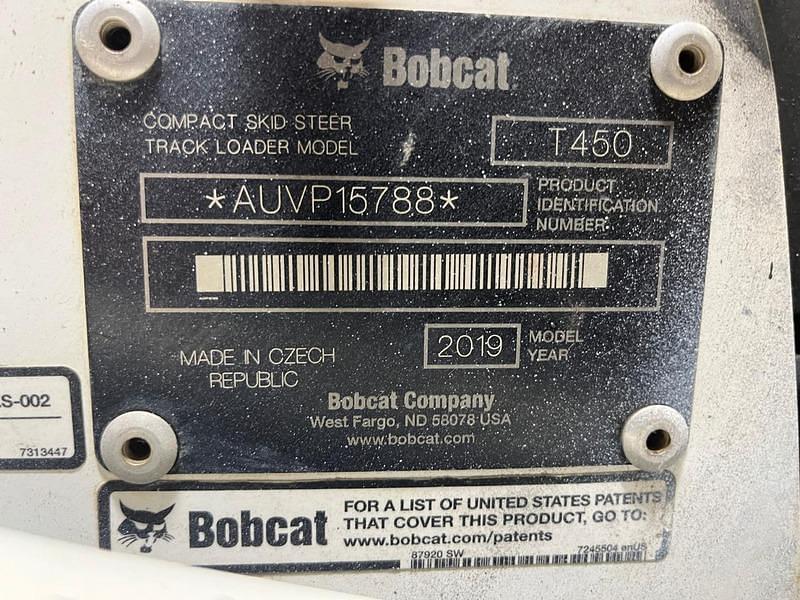 Bobcat
COMPACT SKID STEER
TRACK LOADER MODEL
T450
*AUVP15788*
PRODUCT
IDENTIFICATION
NUMBER
MADE IN CZECH
REPUBLIC
2019
MODEL
YEAR
Bobcat Company
West Fargo, ND 58078 USA
www.bobcat.com
S-002
7313447
Bobcat
FOR A LIST OF UNITED STATES PATENTS
THAT COVER THIS PRODUCT, GO TO:
www.bobcat.com/patents
87920 SW
7245504 enUS